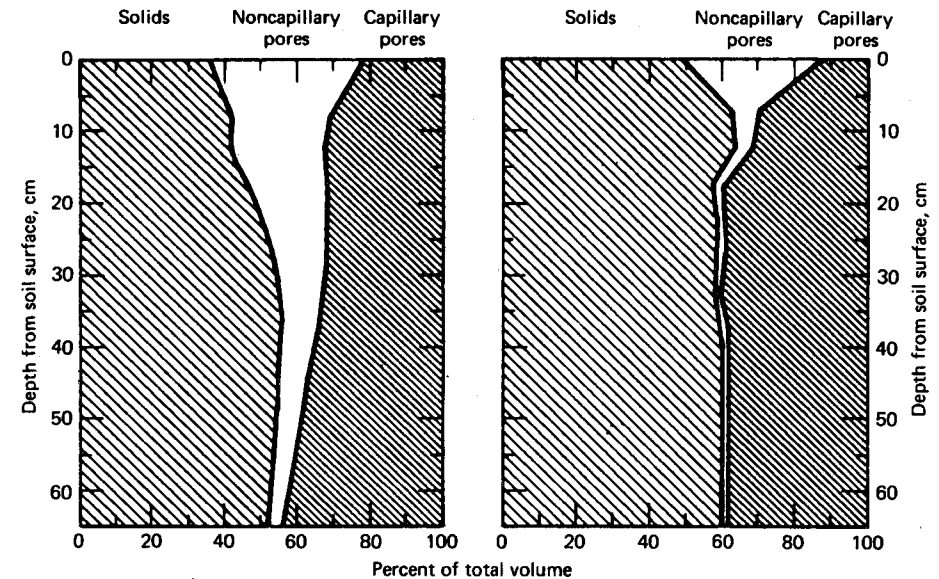 Solids Noncapillary pores Capillary pores
Solids Noncapillary pores Capillary pores
0
10
20
30
40
50
60
Depth from soil surface, cm
0 20 40 60 80 100
0
10
20
30
40
50
60
Depth from soil surface, cm
0 20 40 60 80 100
Percent of total volume